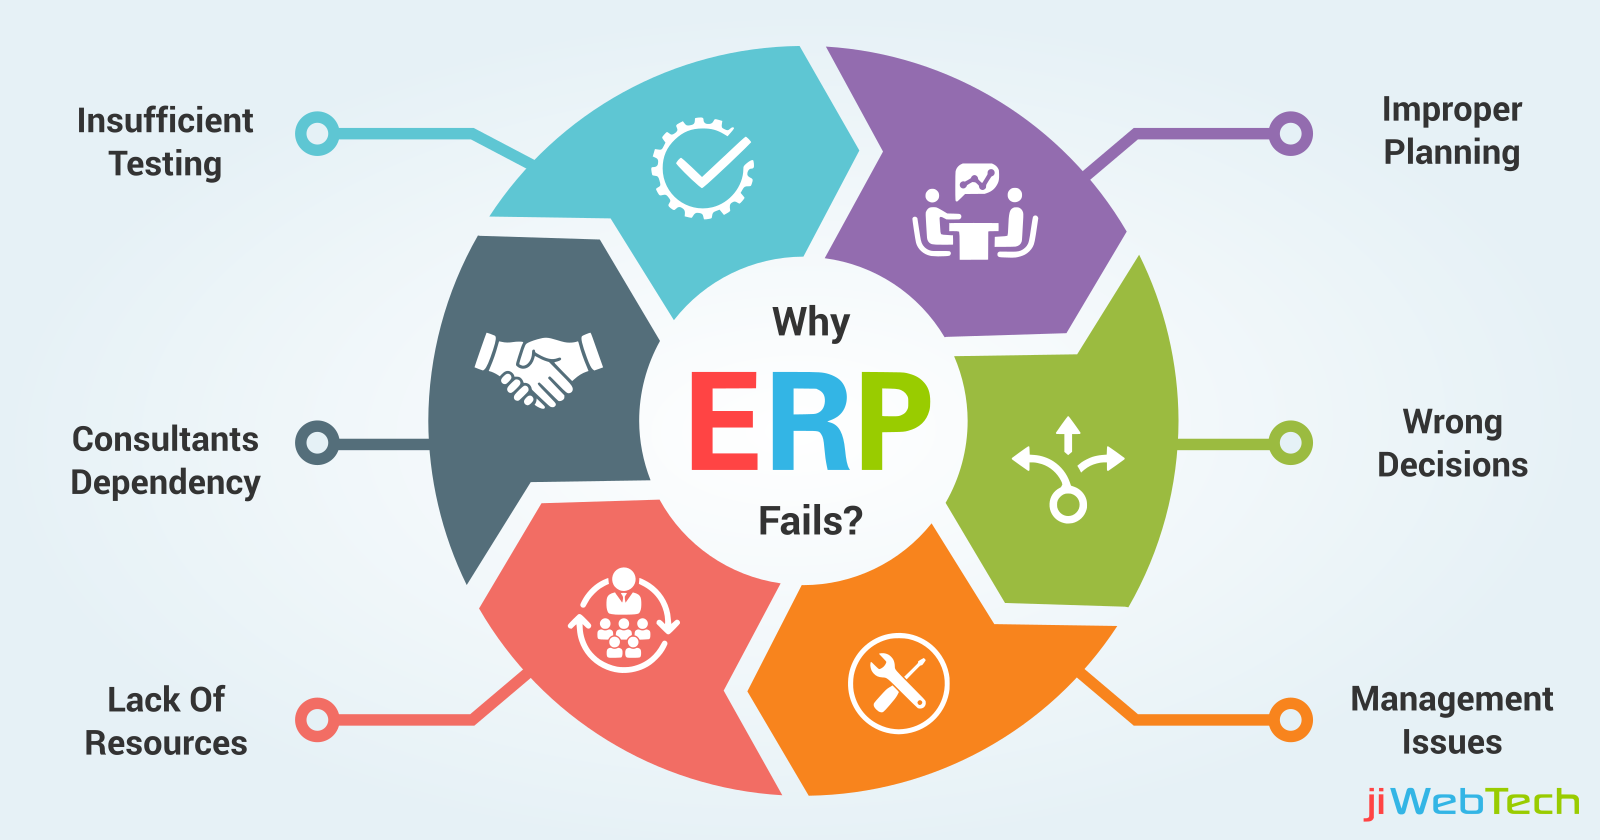 Insufficient
Testing
Improper
Planning
Why
ERP
Fails?
Consultants
Dependency
Wrong
Decisions
Lack Of
Resources
Management
Issues
jiWebTech